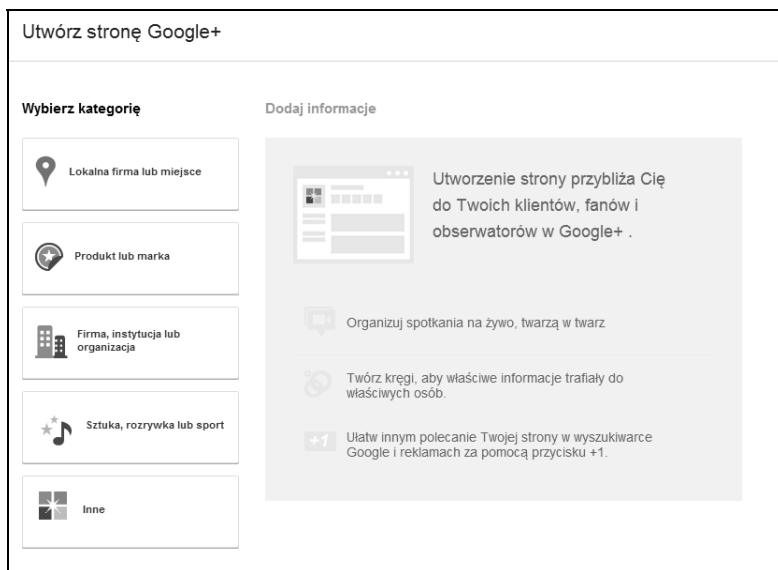 Utwórz stronę Google+
Wybierz kategorię
Lokalna firma lub miejsce
Produkt lub marka
Firma, instytucja lub
organizacja
Sztuka, rozrywka lub sport
Inne
Dodaj informacje
Utworzenie strony przybliża Cię
do Twoich klientów, fanów i
obserwatorów w Google+ .
Organizuj spotkania na żywo, twarzą w twarz
Twórz kręgi, aby właściwe informacje trafiały do
właściwych osób.
+1
Ułatw innym polecanie Twojej strony w wyszukiwarce
Google i reklamach za pomocą przycisku +1.